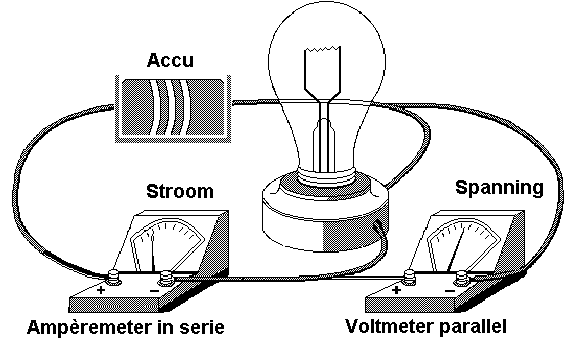 Accu
Stroom
Spanning
+ −
+ −
Ampèremeter in serie
Voltmeter parallel